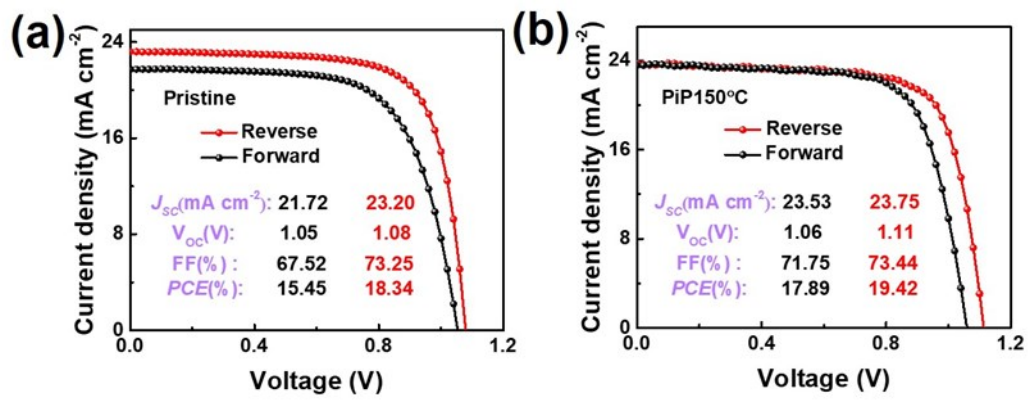 (a)
Current density (mA cm⁻²)
24
16
8
0
Pristine
Reverse
Forward
J_SC(mA cm⁻²): 21.72 23.20
V_OC(V): 1.05 1.08
FF(%) : 67.52 73.25
PCE(%): 15.45 18.34
0.0 0.4 0.8 1.2
Voltage (V)
(b)
Current density (mA cm⁻²)
24
16
8
0
PiP150°C
Reverse
Forward
J_SC(mA cm⁻²): 23.53 23.75
V_OC(V): 1.06 1.11
FF(%) : 71.75 73.44
PCE(%): 17.89 19.42
0.0 0.4 0.8 1.2
Voltage (V)